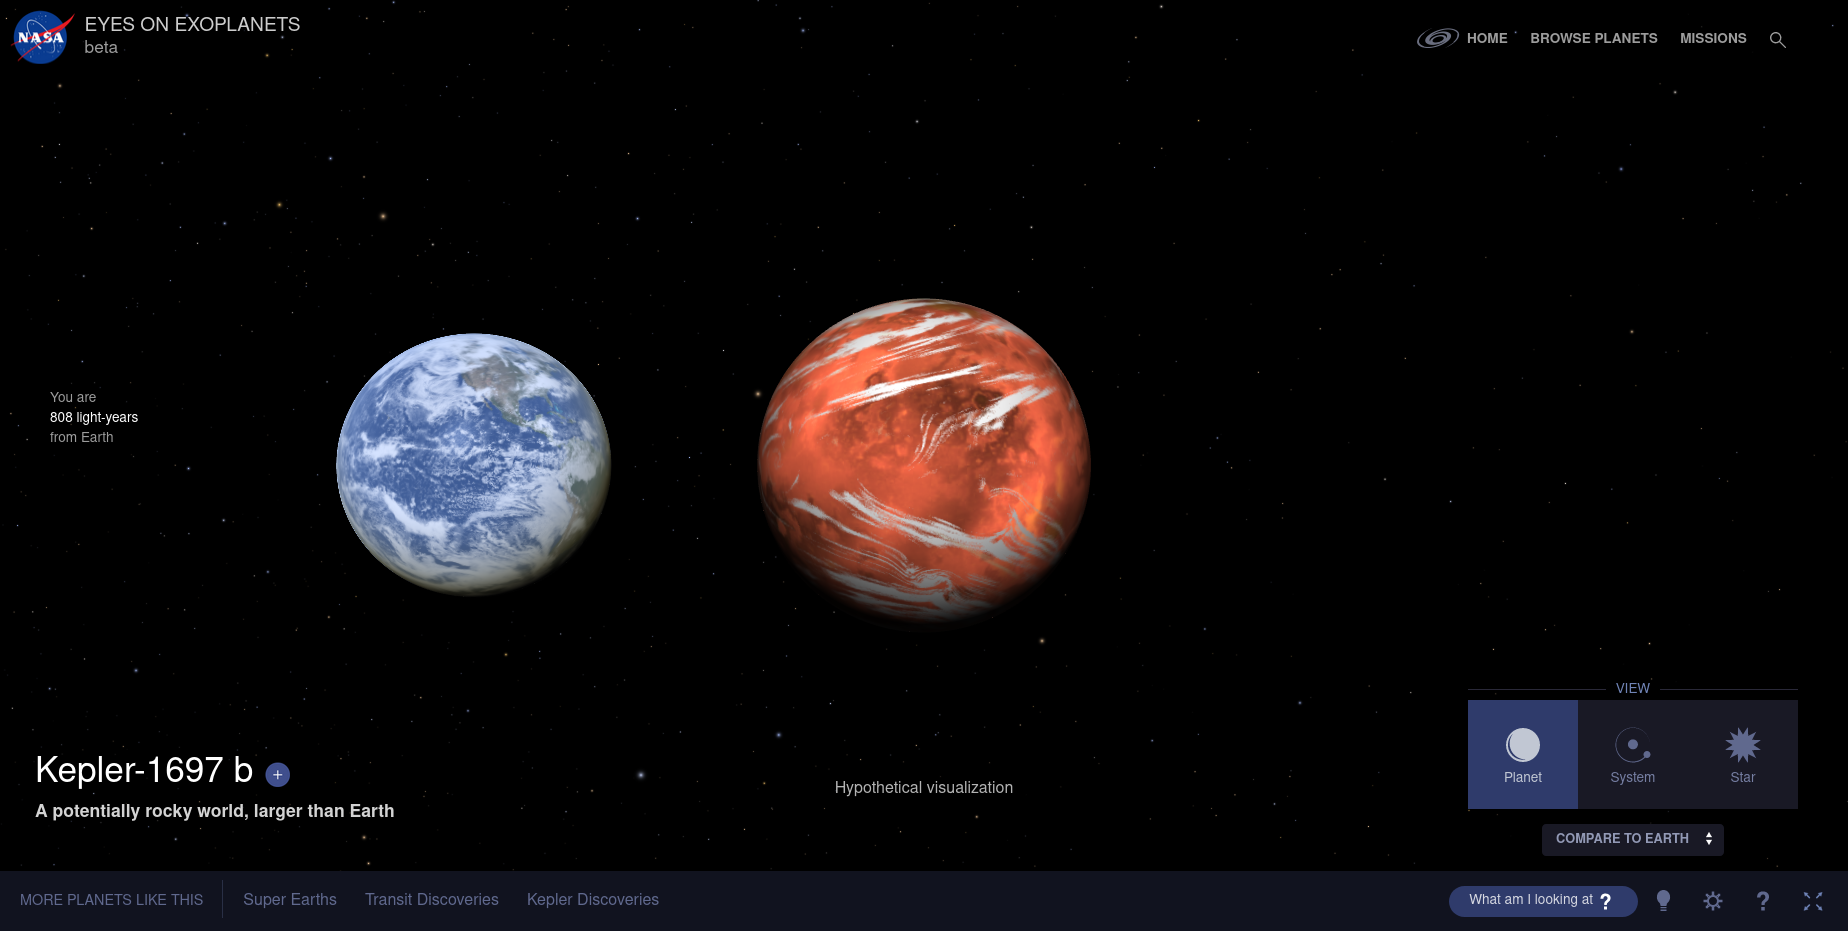 NASA
EYES ON EXOPLANETS
beta
HOME
BROWSE PLANETS
MISSIONS
You are
808 light-years
from Earth
Kepler-1697 b +
A potentially rocky world, larger than Earth
Hypothetical visualization
VIEW
Planet
System
Star
COMPARE TO EARTH
MORE PLANETS LIKE THIS
Super Earths
Transit Discoveries
Kepler Discoveries
What am I looking at ?
?